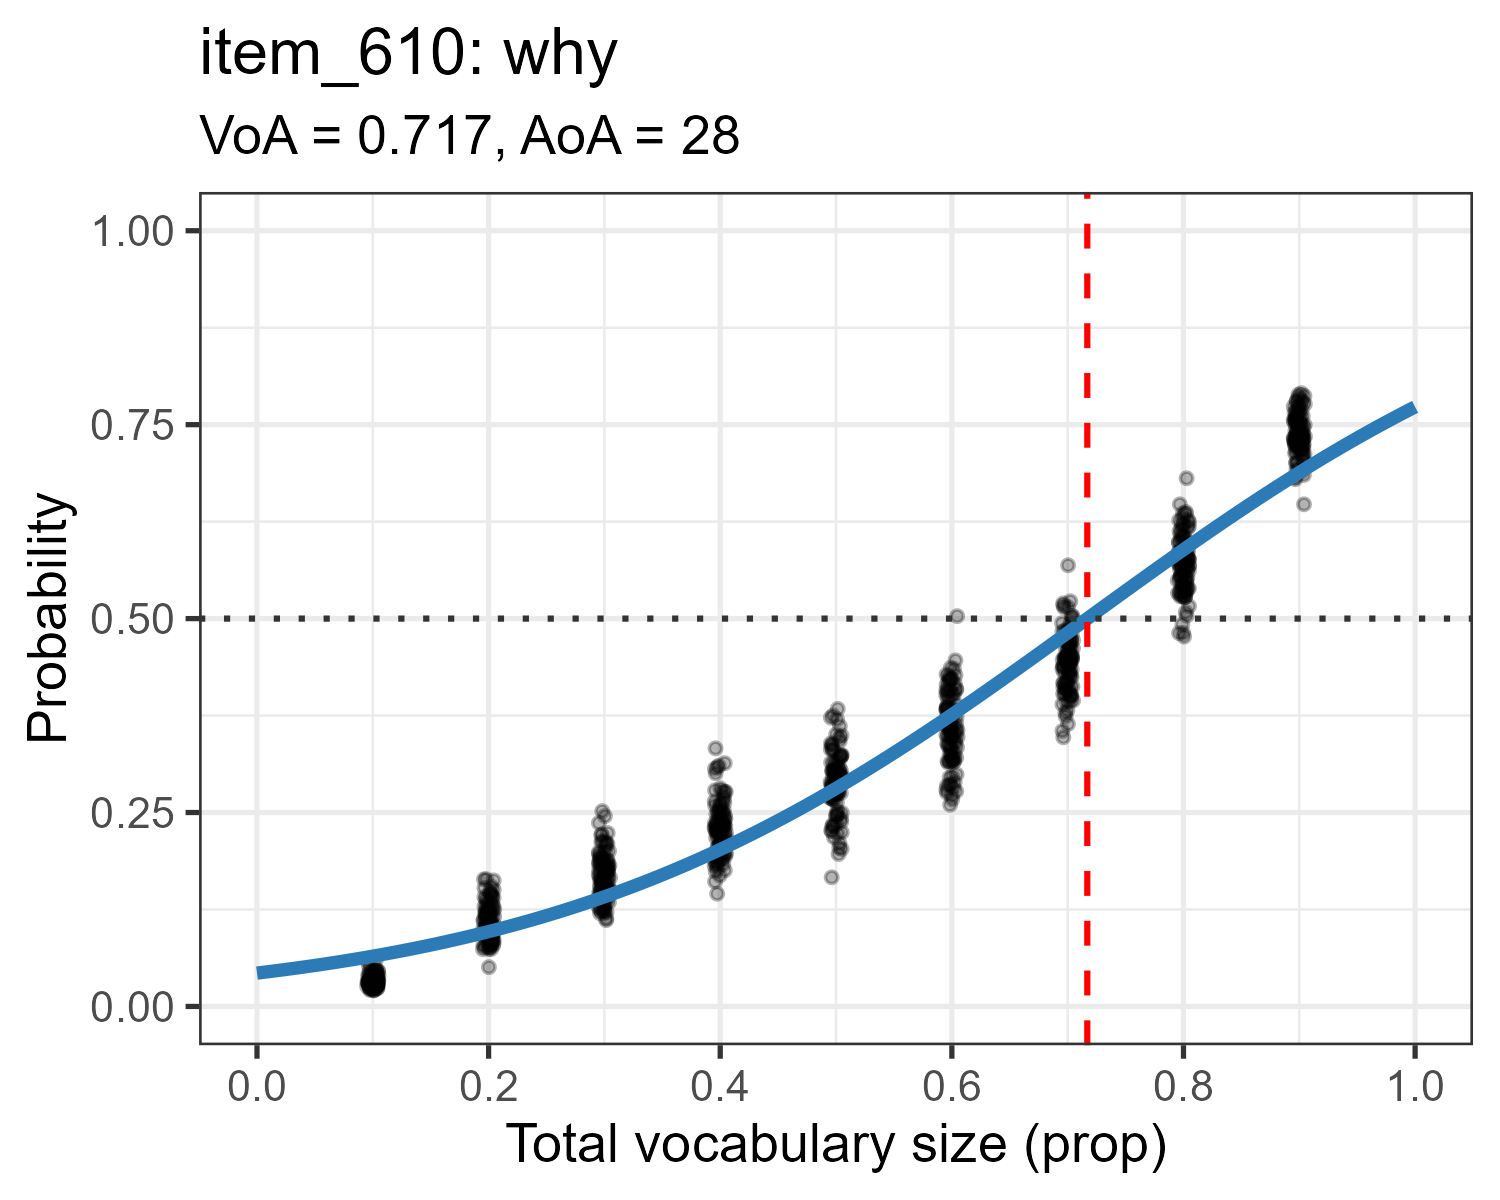 item_610: why
VoA = 0.717, AoA = 28
1.00
0.75
0.50
0.25
0.00
Probability
0.0 0.2 0.4 0.6 0.8 1.0
Total vocabulary size (prop)